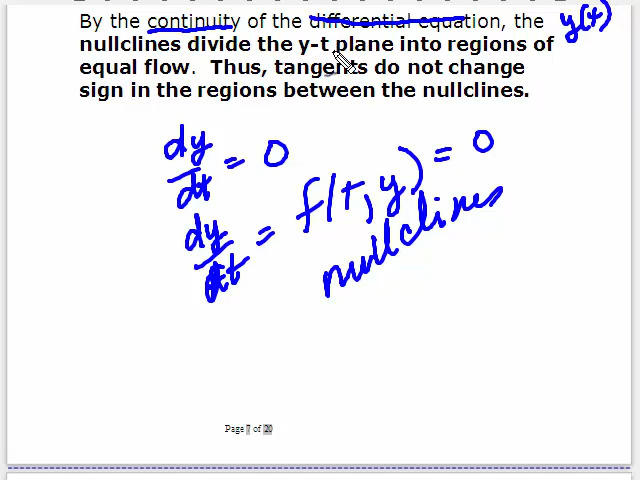 By the continuity of the differential equation, the y(t)
nullclines divide the y-t plane into regions of
equal flow. Thus, tangents do not change
sign in the regions between the nullclines.
dy/dt = 0
dy/dt = f(t, y) = 0
nullclines
Page 7 of 20